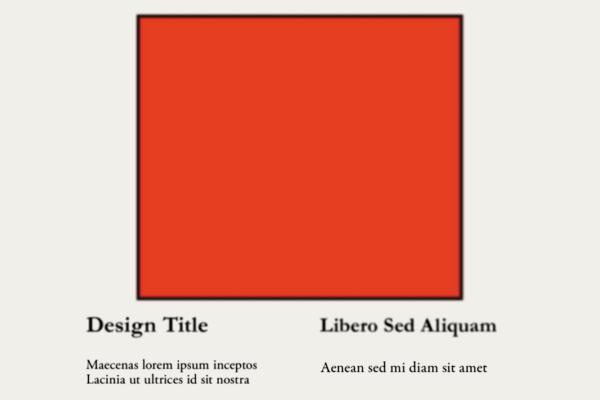 Design Title
Maecenas lorem ipsum inceptos
Lacinia ut ultrices id sit nostra
Libero Sed Aliquam
Aenean sed mi diam sit amet